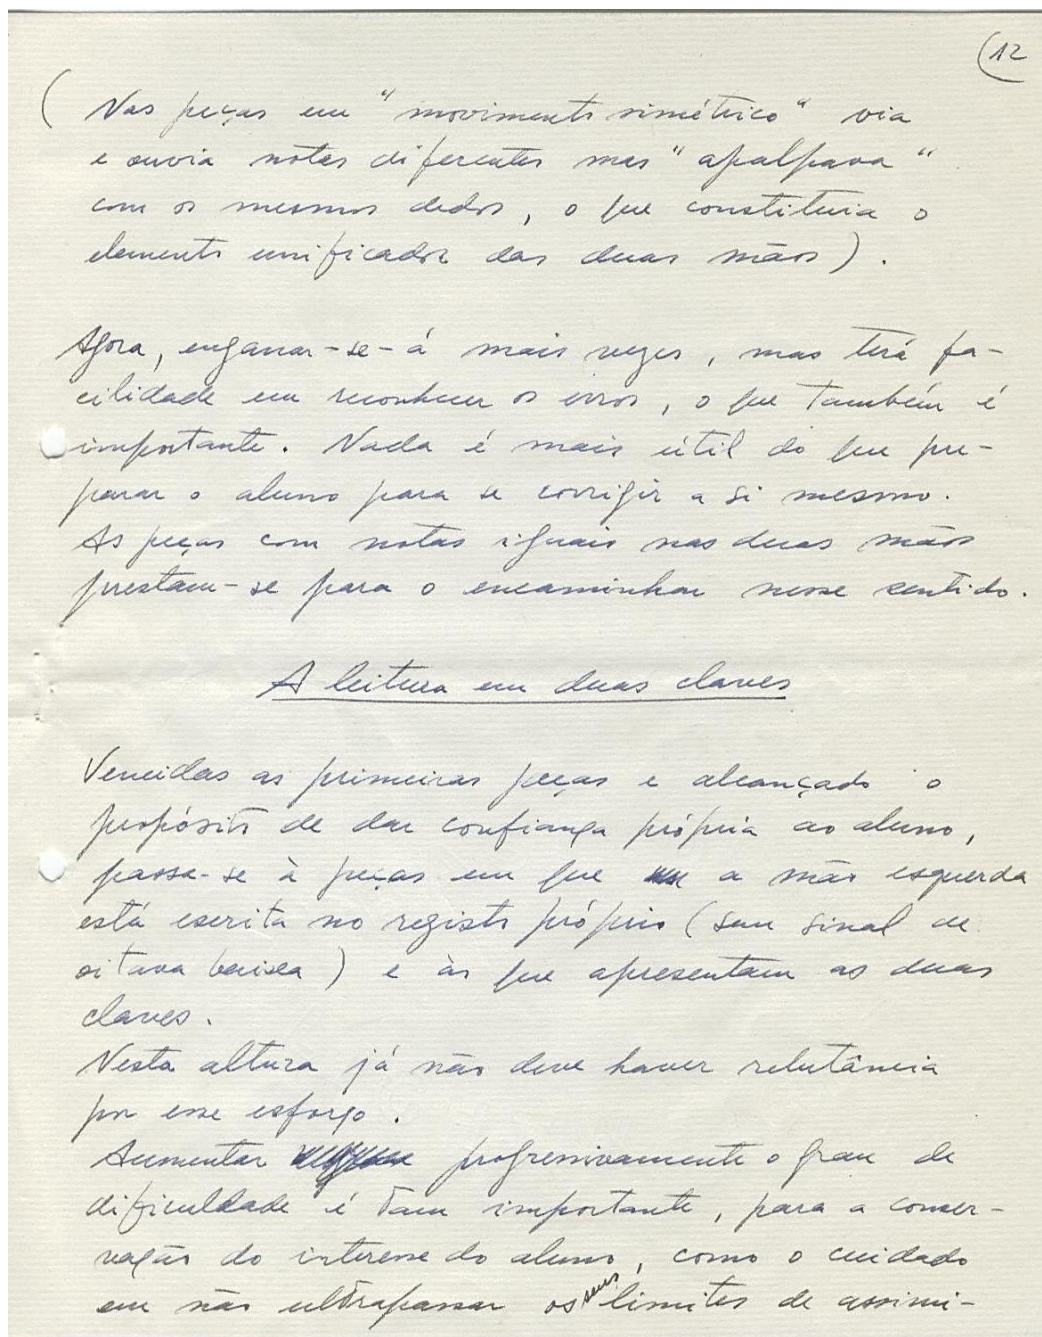 (12
( Nas peças em "movimento simétrico" via
e ouvia notas diferentes mas "apalpava"
com os mesmos dedos, o que constituia o
elemento unificador das duas mãos).
Agora, enganar-se-á mais vezes, mas terá fa-
cilidade em reconhecer os erros, o que também é
importante. Nada é mais útil do que pre-
parar o aluno para se corrigir a si mesmo.
As peças com notas iguais nas duas mãos
prestam-se para o encaminhar nesse sentido.
A leitura em duas claves
Vencidas as primeiras peças e alcançado o
propósito de dar confiança própria ao aluno,
passe-se à peças em que a mão esquerda
está escrita no registo próprio (sem sinal de
oitava baixa) e às que apresentam as duas
claves.
Nesta altura já não deve haver relutância
por esse esforço.
Aumentar progressivamente o grau de
dificuldade é tam importante, para a conser-
vação do interesse do aluno, como o cuidado
em não ultrapassar os seus limites de assimi-